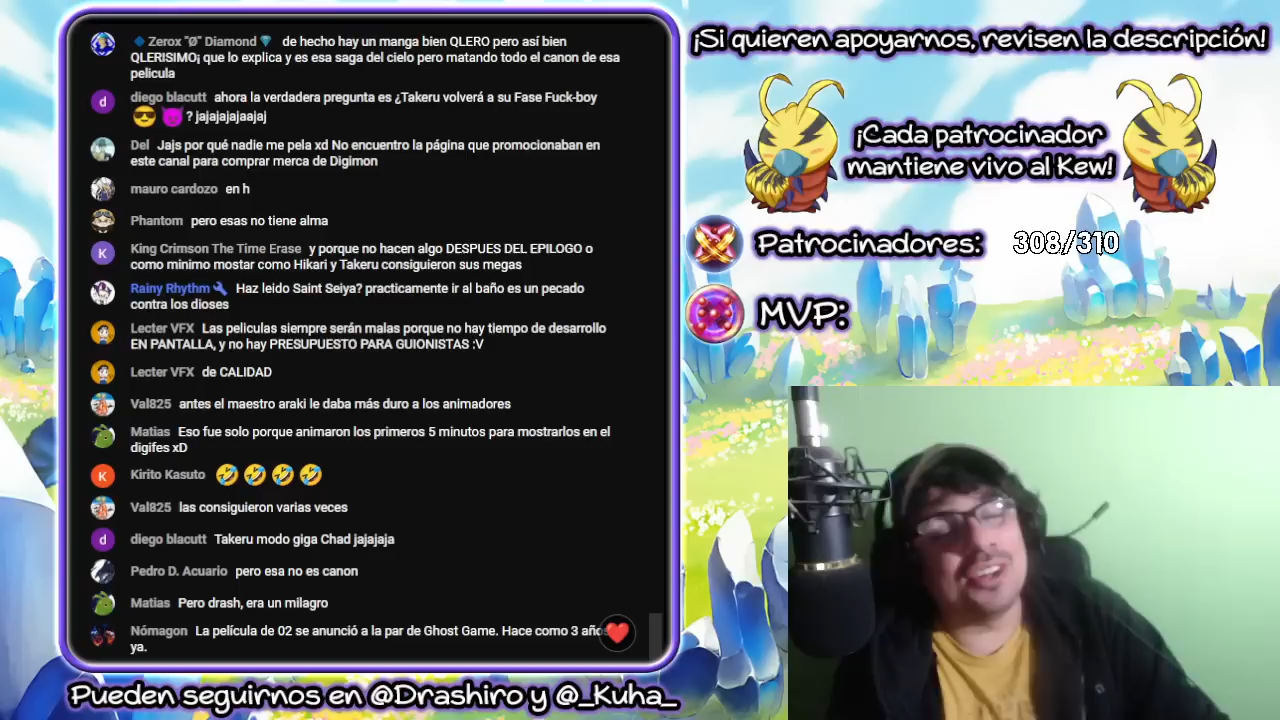 Zerox "Ø" Diamond de hecho hay un manga bien QLERO pero así bien
QLERISIMO¡ que lo explica y es esa saga del cielo pero matando todo el canon de esa
pelicula
d diego blacutt ahora la verdadera pregunta es ¿Takeru volverá a su Fase Fuck-boy
😎 😈 ? jajajajaaajaj
Del Jajs por qué nadie me pela xd No encuentro la página que promocionaban en
este canal para comprar merca de Digimon
mauro cardozo en h
Phantom pero esas no tiene alma
K King Crimson The Time Erase y porque no hacen algo DESPUES DEL EPILOGO o
como minimo mostar como Hikari y Takeru consiguieron sus megas
Rainy Rhythm Haz leido Saint Seiya? practicamente ir al baño es un pecado
contra los dioses
Lecter VFX Las peliculas siempre serán malas porque no hay tiempo de desarrollo
EN PANTALLA, y no hay PRESUPUESTO PARA GUIONISTAS :V
Lecter VFX de CALIDAD
Val825 antes el maestro araki le daba más duro a los animadores
Matias Eso fue solo porque animaron los primeros 5 minutos para mostrarlos en el
digifes xD
K Kirito Kasuto 🤣 🤣 🤣 🤣
Val825 las consiguieron varias veces
d diego blacutt Takeru modo giga Chad jajajaja
Pedro D. Acuario pero esa no es canon
Matias Pero drash, era un milagro
Nómagon La película de 02 se anunció a la par de Ghost Game. Hace como 3 años
ya.
Pueden seguirnos en @Drashiro y @_Kuha_
¡Si quieren apoyarnos, revisen la descripción!
¡Cada patrocinador
mantiene vivo al Kew!
Patrocinadores: 308/310
MVP: